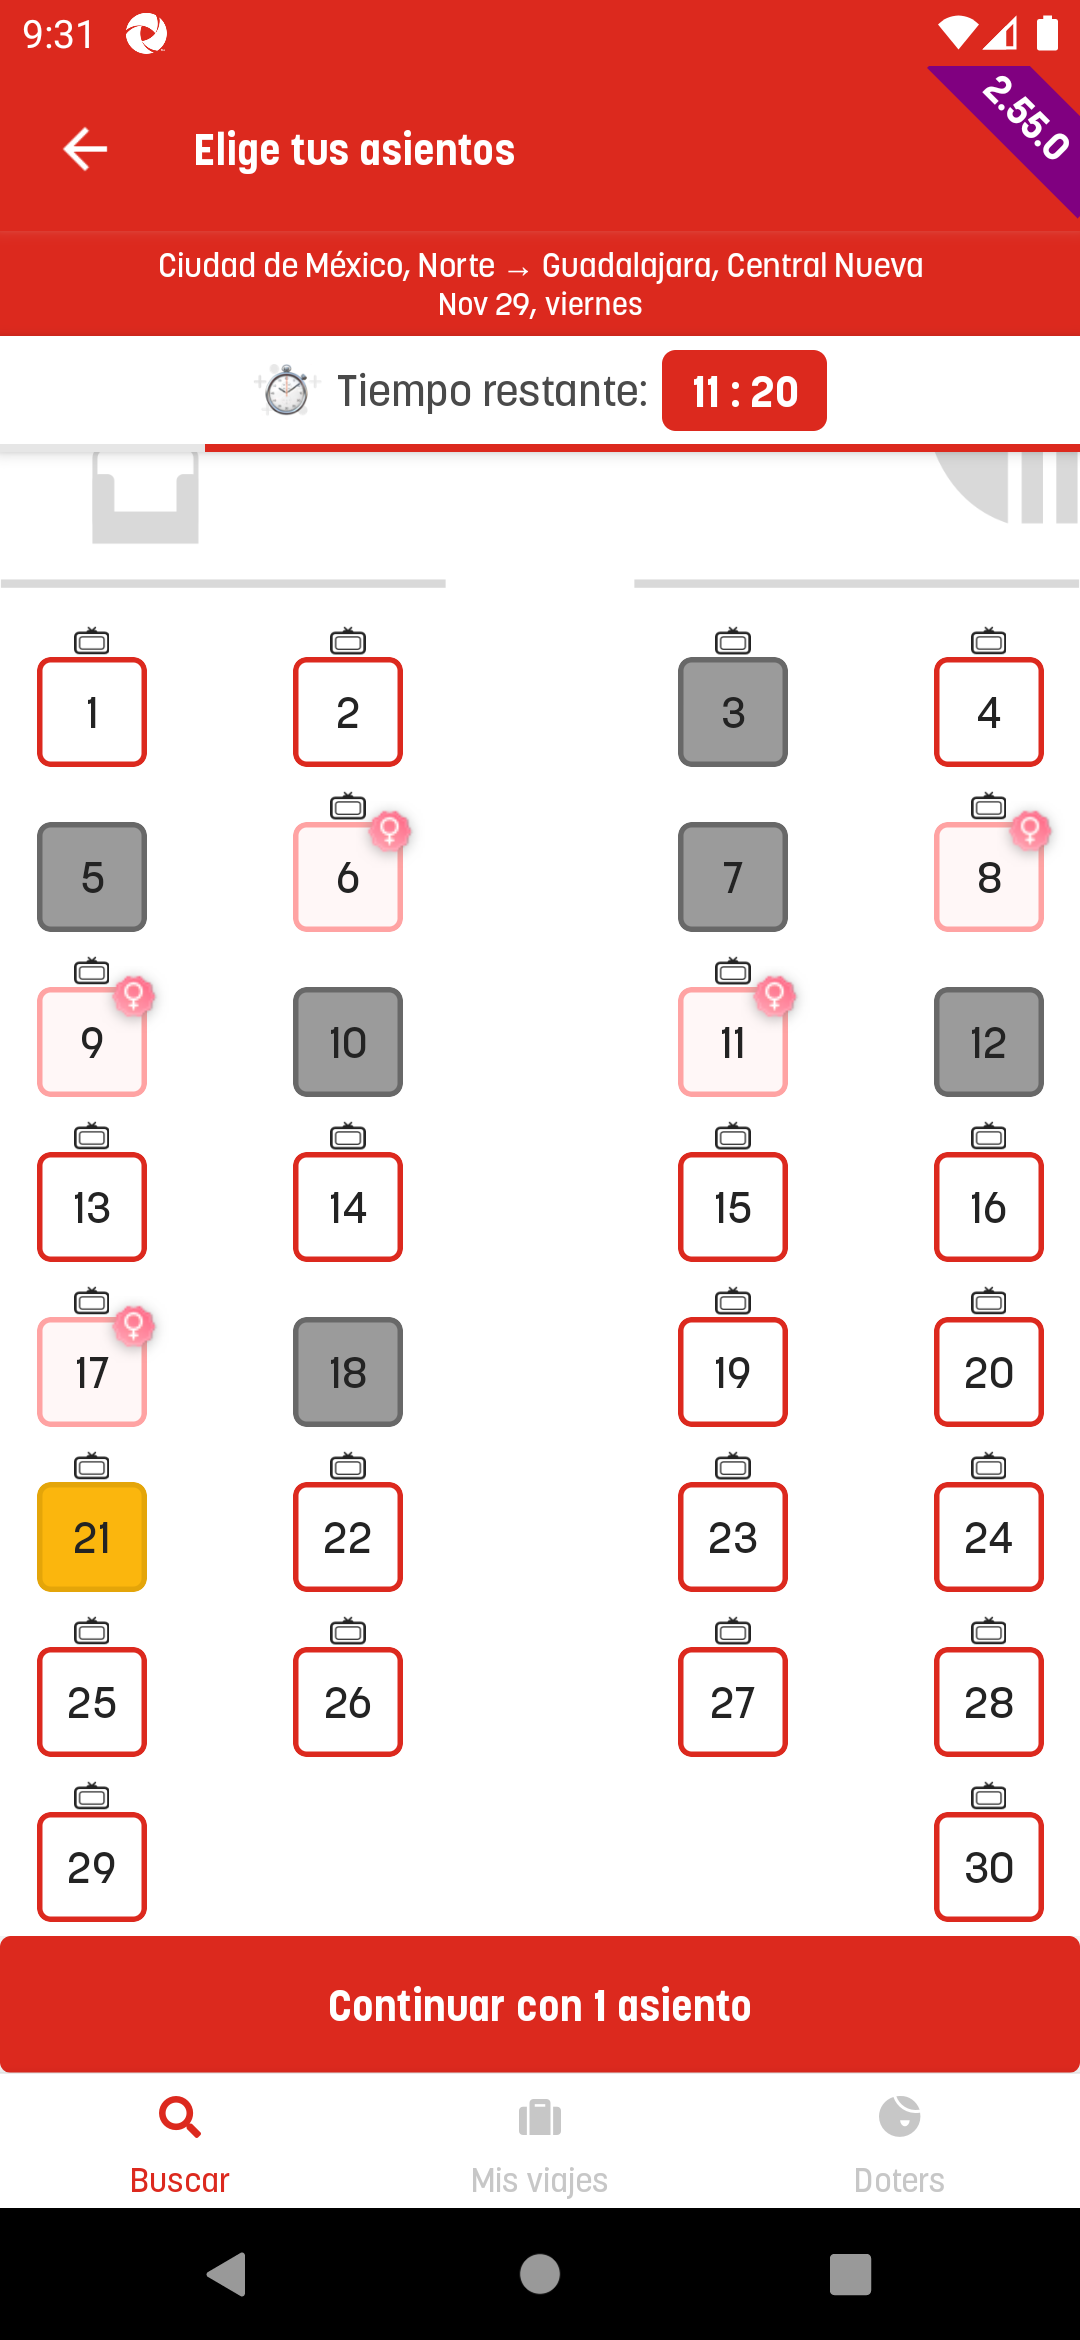 9:31
2.55.0
Elige tus asientos
Ciudad de México, Norte → Guadalajara, Central Nueva
Nov 29, viernes
Tiempo restante: 11 : 20
1 2 3 4
5 6 7 8
9 10 11 12
13 14 15 16
17 18 19 20
21 22 23 24
25 26 27 28
29 30
Continuar con 1 asiento
Buscar Mis viajes Doters